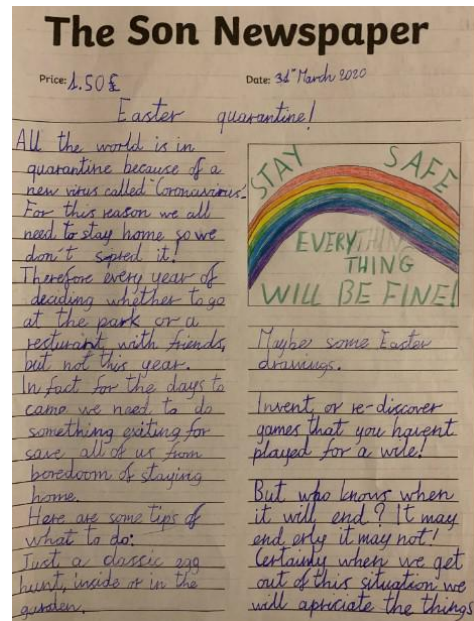 The Son Newspaper
Price: 1.50£
Date: 31st March 2020
Easter quarantine!
All the world is in
quarantine because of a
new virus called "Coronavirus".
For this reason we all
need to stay home so we
don't spred it!
Therefore every year of
deciding whether to go
at the park or a
resturant with friends,
but not this year.
In fact for the days to
came we need to do
something exiting for
save all of us from
boredoom of staying
home.
Here are some tips of
what to do:
Just a classic egg
hunt, inside or in the
garden.
STAY SAFE
EVERYTHIN
THING
WILL BE FINE!
Maybe some Easter
drawings.
Invent or re-discover
games that you havent
played for a wile!
But who knows when
it will end? It may
end erly it may not!
Certainly when we get
out of this situation we
will apriciate the things